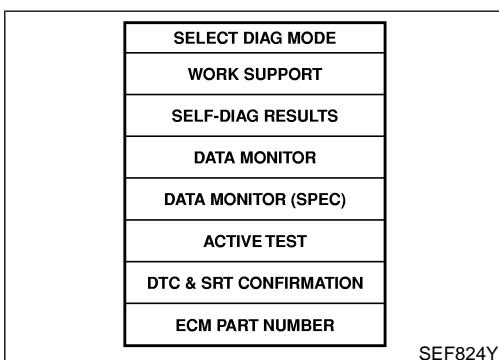 SELECT DIAG MODE
WORK SUPPORT
SELF-DIAG RESULTS
DATA MONITOR
DATA MONITOR (SPEC)
ACTIVE TEST
DTC & SRT CONFIRMATION
ECM PART NUMBER
SEF824Y